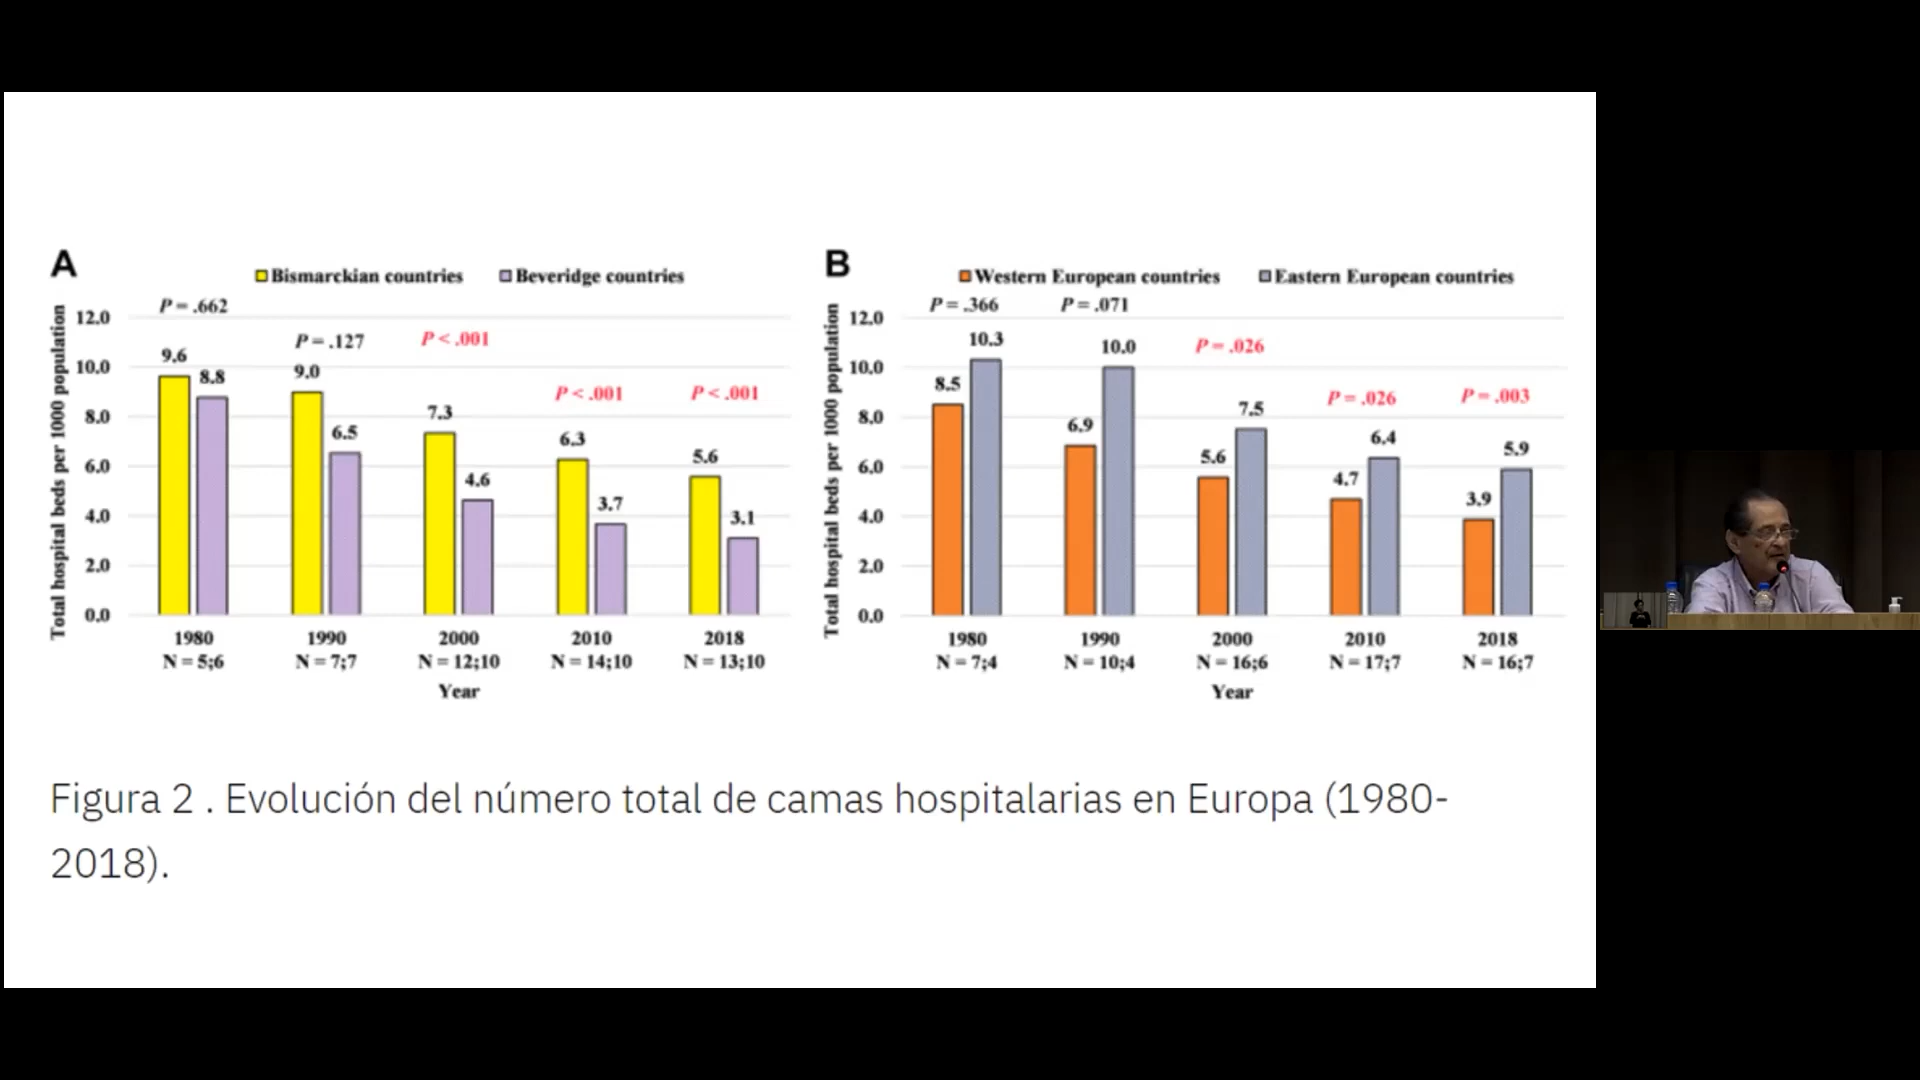 A
Bismarckian countries
Beveridge countries
Total hospital beds per 1000 population
12.0
10.0
8.0
6.0
4.0
2.0
0.0
P = .662
P = .127
P < .001
P < .001
P < .001
9.6
8.8
9.0
6.5
7.3
4.6
6.3
3.7
5.6
3.1
1980
1990
2000
2010
2018
N = 5;6
N = 7;7
N = 12;10
N = 14;10
N = 13;10
Year
B
Western European countries
Eastern European countries
Total hospital beds per 1000 population
12.0
10.0
8.0
6.0
4.0
2.0
0.0
P = .366
P = .071
P = .026
P = .026
P = .003
8.5
10.3
6.9
10.0
5.6
7.5
4.7
6.4
3.9
5.9
1980
1990
2000
2010
2018
N = 7;4
N = 10;4
N = 16;6
N = 17;7
N = 16;7
Year
Figura 2 . Evolución del número total de camas hospitalarias en Europa (1980-
2018).